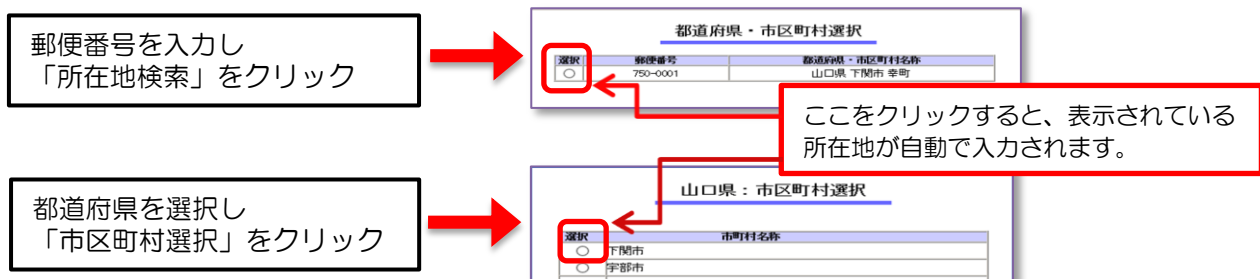 郵便番号を入力し
「所在地検索」をクリック
都道府県・市区町村選択
選択 郵便番号 都道府県・市区町村名称
750-0001 山口県 下関市 幸町
ここをクリックすると、表示されている
所在地が自動で入力されます。
都道府県を選択し
「市区町村選択」をクリック
山口県：市区町村選択
選択 市町村名称
下関市
宇部市